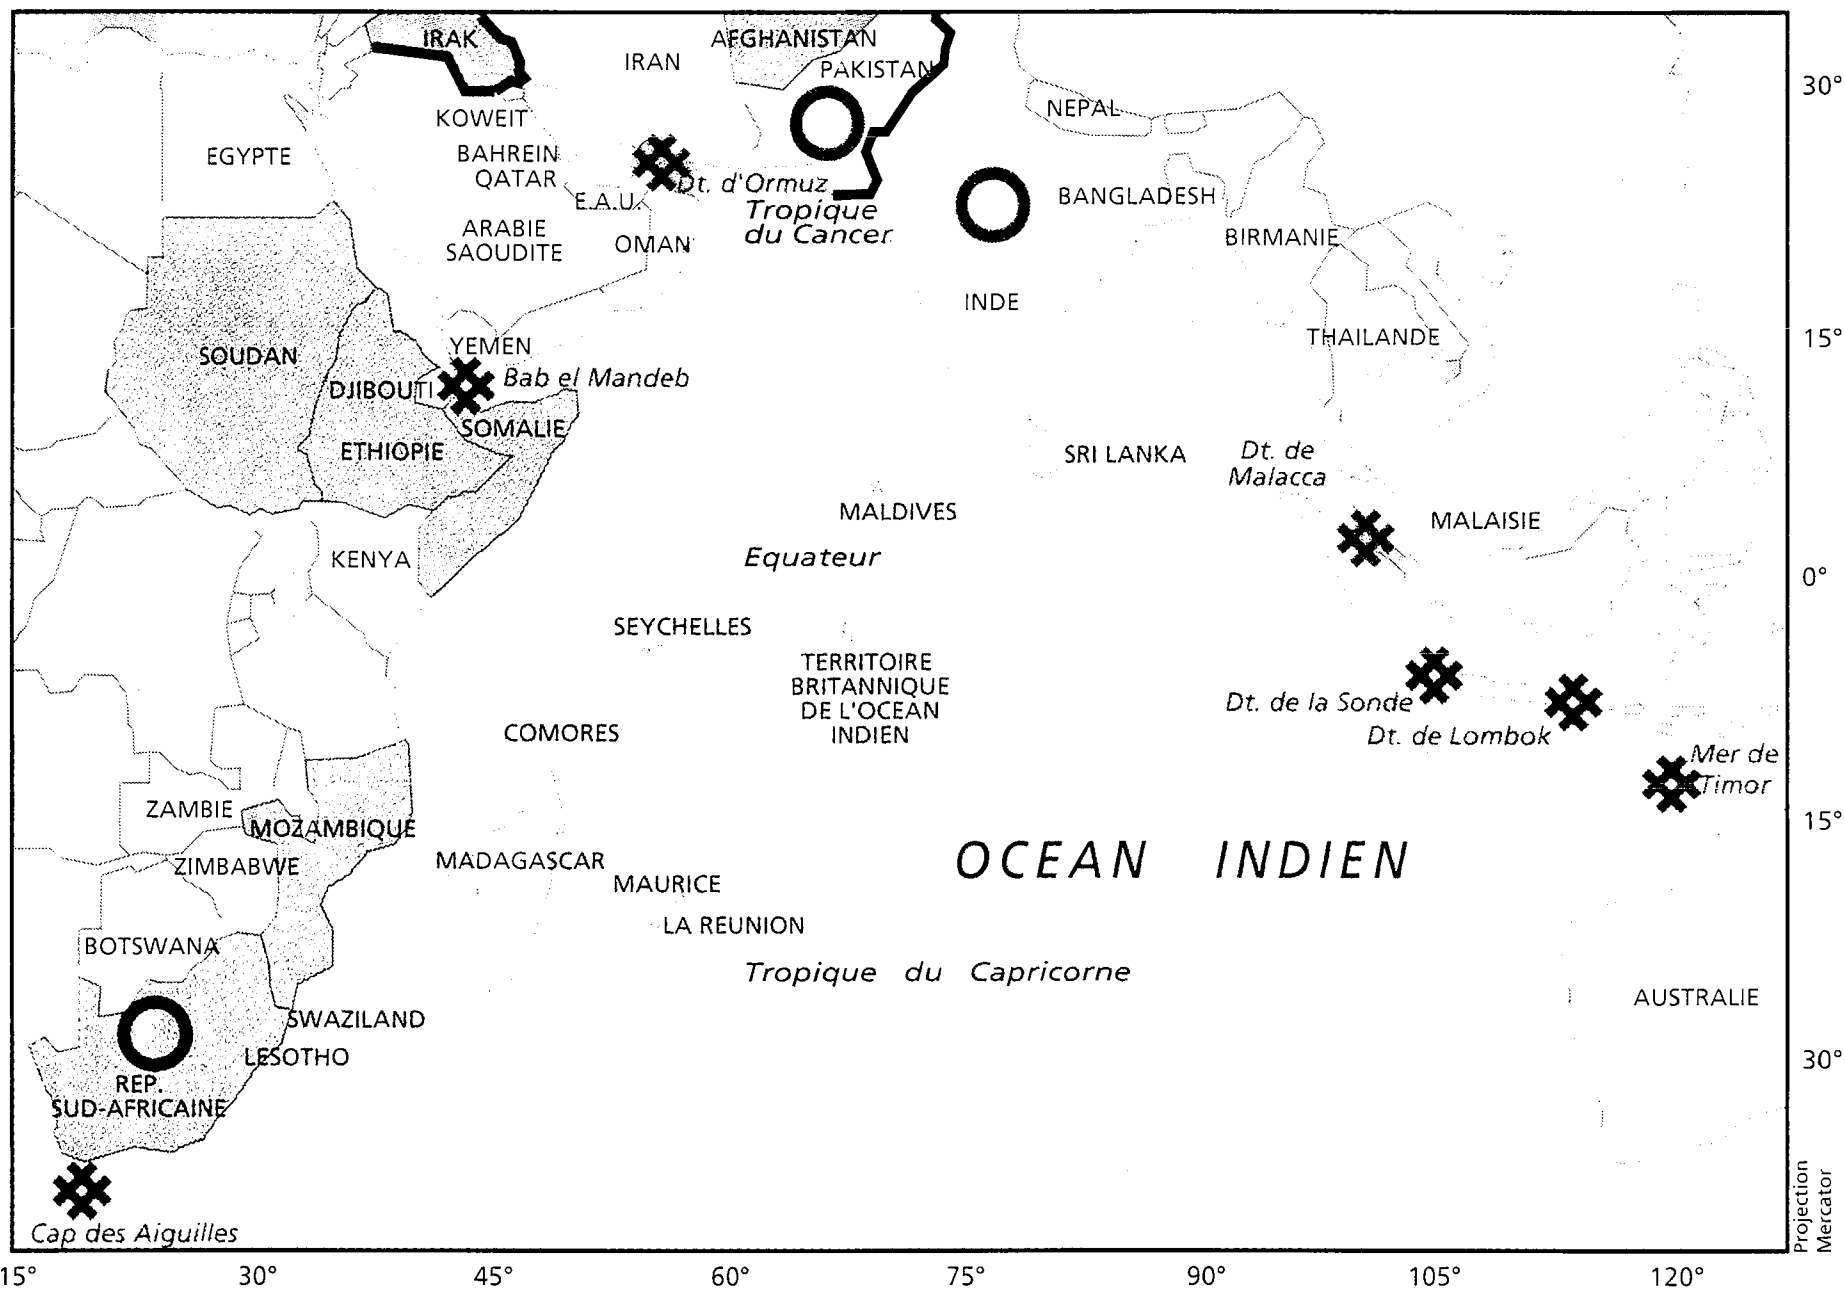 IRAK
AFGHANISTAN
IRAN
PAKISTAN
30°
NEPAL
KOWEIT
EGYPTE
BAHREIN
QATAR
Dt. d'Ormuz
E.A.U.
BANGLADESH
Tropique
du Cancer
ARABIE
SAOUDITE
OMAN
BIRMANIE
INDE
15°
THAILANDE
YEMEN
SOUDAN
Bab el Mandeb
DJIBOUTI
SOMALIE
ETHIOPIE
SRI LANKA
Dt. de
Malacca
MALDIVES
MALAISIE
Equateur
KENYA
0°
SEYCHELLES
TERRITOIRE
BRITANNIQUE
DE L'OCEAN
INDIEN
Dt. de la Sonde
COMORES
Dt. de Lombok
Mer de
Timor
ZAMBIE
15°
MOZAMBIQUE
ZIMBABWE
MADAGASCAR
OCEAN INDIEN
MAURICE
LA REUNION
BOTSWANA
Tropique du Capricorne
AUSTRALIE
SWAZILAND
LESOTHO
30°
REP.
SUD-AFRICAINE
Cap des Aiguilles
Projection
Mercator
15° 30° 45° 60° 75° 90° 105° 120°